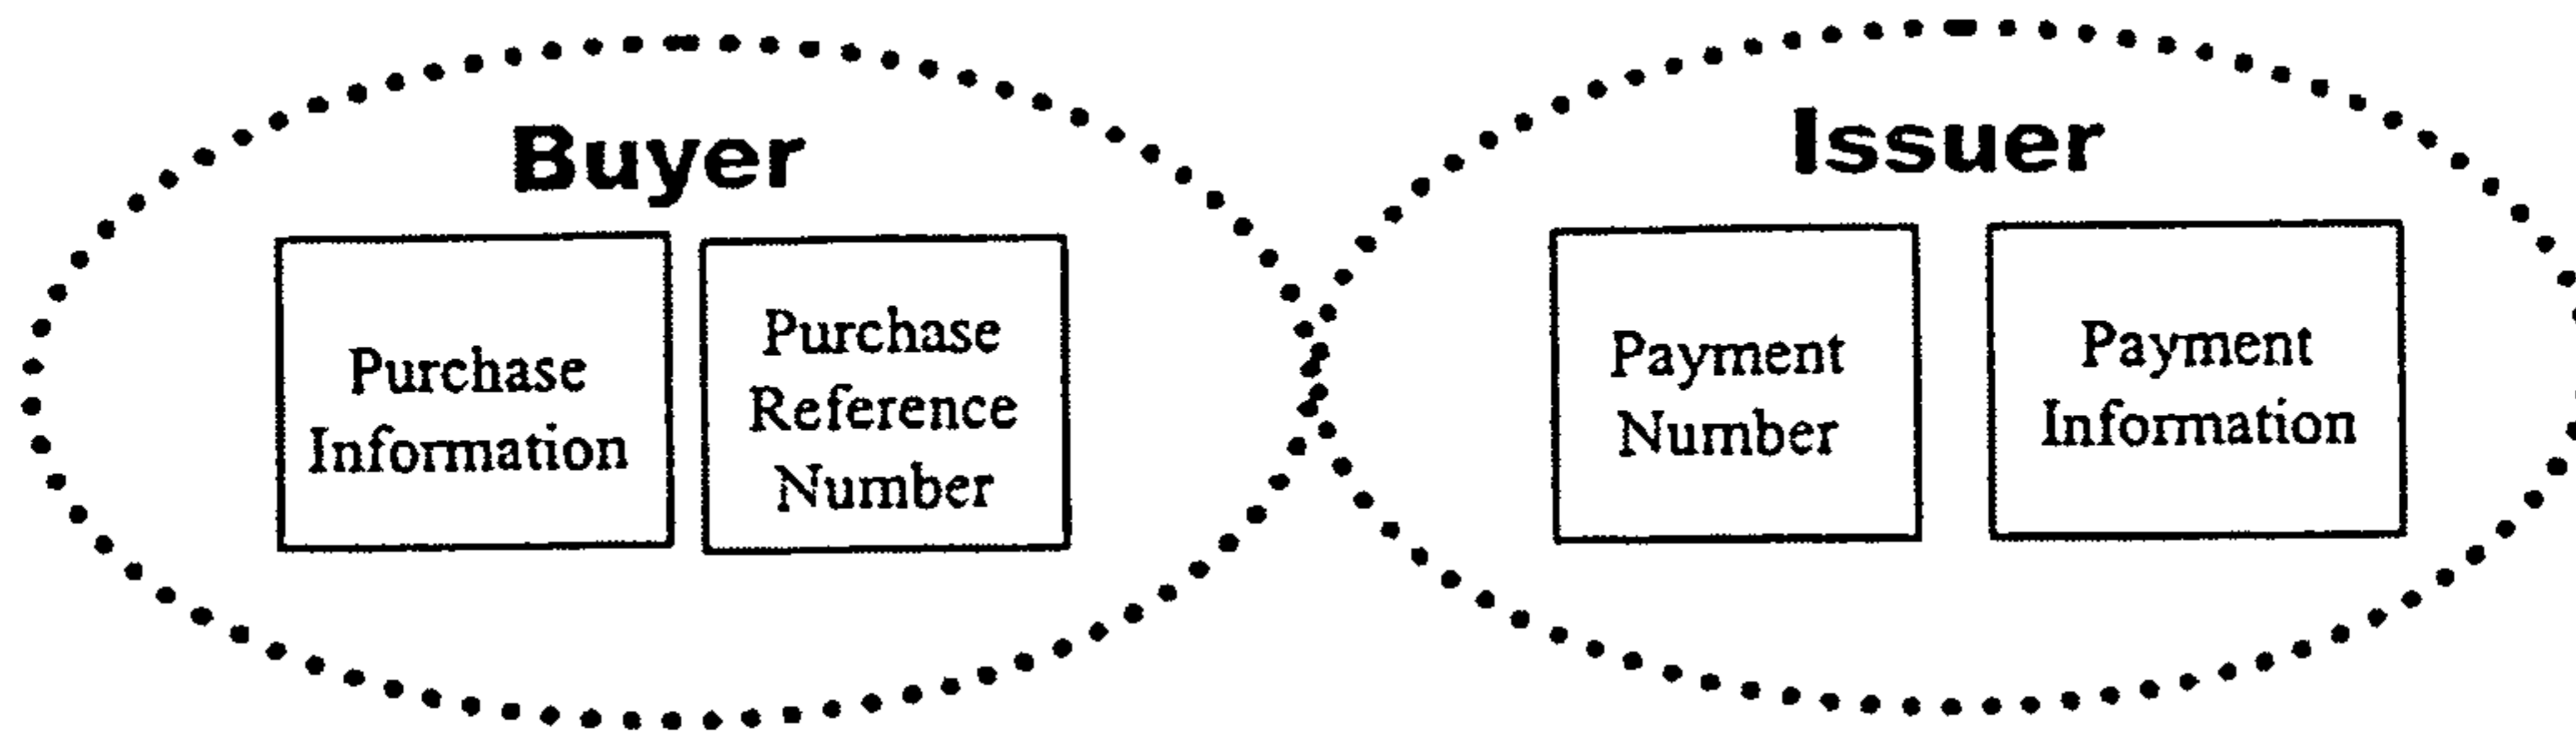 Buyer
Purchase
Information
Purchase
Reference
Number
Issuer
Payment
Number
Payment
Information